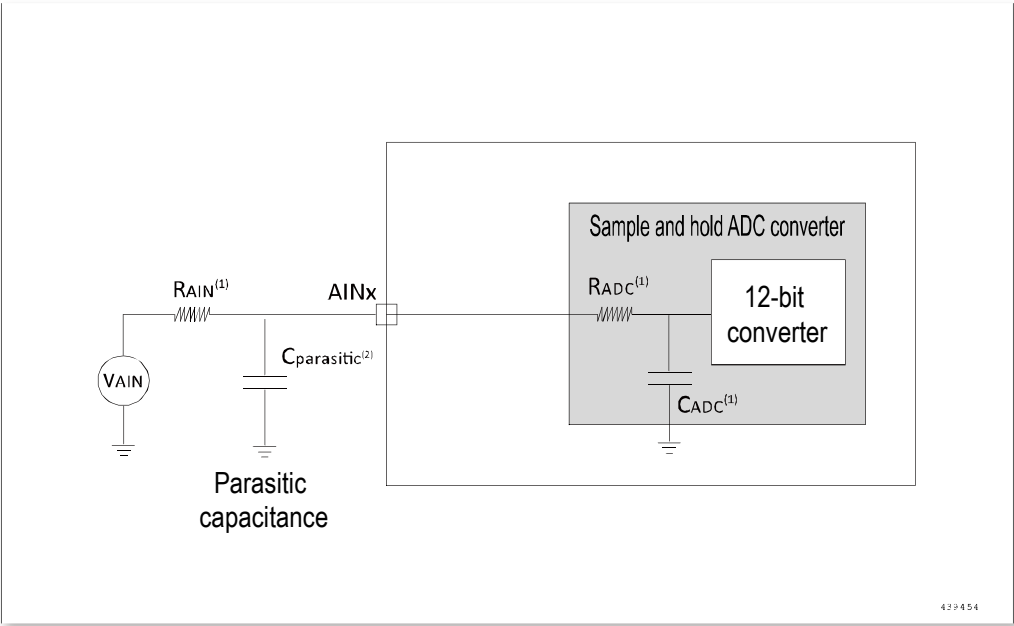 Sample and hold ADC converter
RAIN(1)
AINx
RADC(1)
12-bit
converter
Cparasitic(2)
VAIN
CADC(1)
Parasitic
capacitance
439454